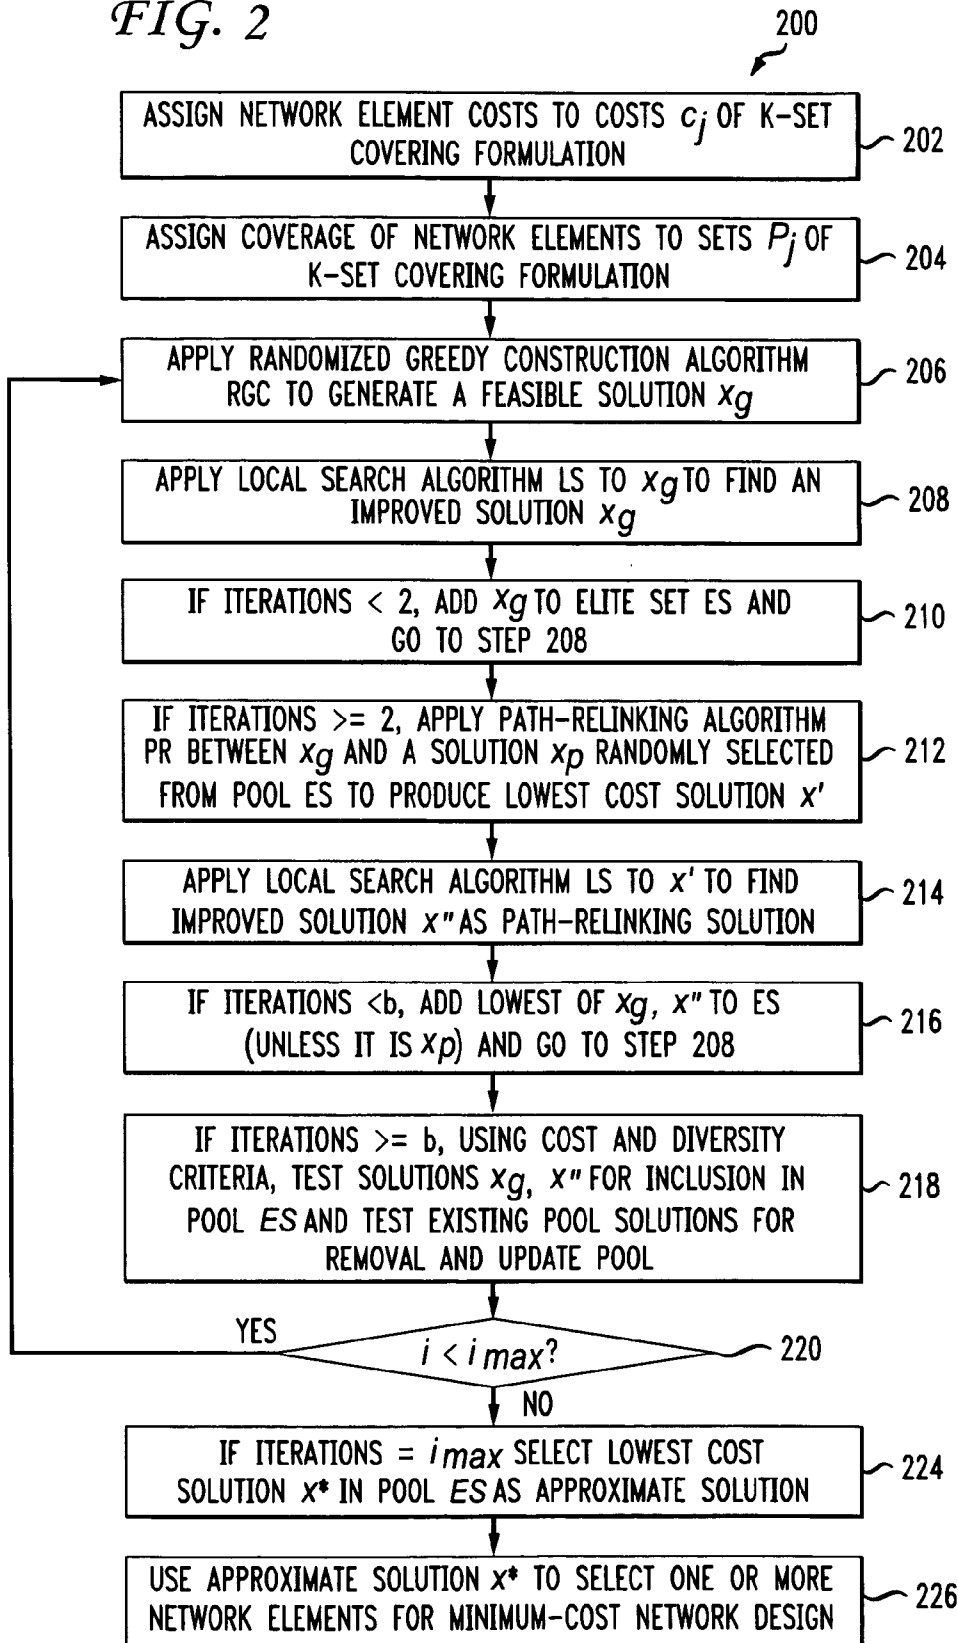 FIG. 2
200
ASSIGN NETWORK ELEMENT COSTS TO COSTS cj OF K-SET
COVERING FORMULATION
202
ASSIGN COVERAGE OF NETWORK ELEMENTS TO SETS Pj OF
K-SET COVERING FORMULATION
204
APPLY RANDOMIZED GREEDY CONSTRUCTION ALGORITHM
RGC TO GENERATE A FEASIBLE SOLUTION xg
206
APPLY LOCAL SEARCH ALGORITHM LS TO xg TO FIND AN
IMPROVED SOLUTION xg
208
IF ITERATIONS < 2, ADD xg TO ELITE SET ES AND
GO TO STEP 208
210
IF ITERATIONS >= 2, APPLY PATH-RELINKING ALGORITHM
PR BETWEEN xg AND A SOLUTION xp RANDOMLY SELECTED
FROM POOL ES TO PRODUCE LOWEST COST SOLUTION x'
212
APPLY LOCAL SEARCH ALGORITHM LS TO x' TO FIND
IMPROVED SOLUTION x" AS PATH-RELINKING SOLUTION
214
IF ITERATIONS <b, ADD LOWEST OF xg, x" TO ES
(UNLESS IT IS xp) AND GO TO STEP 208
216
IF ITERATIONS >= b, USING COST AND DIVERSITY
CRITERIA, TEST SOLUTIONS xg, x" FOR INCLUSION IN
POOL ES AND TEST EXISTING POOL SOLUTIONS FOR
REMOVAL AND UPDATE POOL
218
YES
i < imax?
220
NO
IF ITERATIONS = imax SELECT LOWEST COST
SOLUTION x* IN POOL ES AS APPROXIMATE SOLUTION
224
USE APPROXIMATE SOLUTION x* TO SELECT ONE OR MORE
NETWORK ELEMENTS FOR MINIMUM-COST NETWORK DESIGN
226